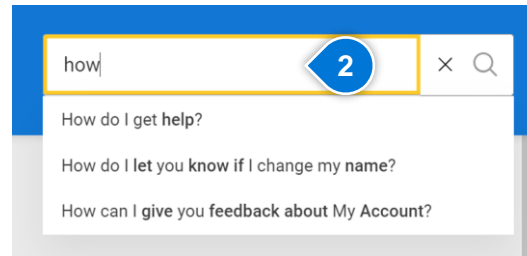 how
2
How do I get help?
How do I let you know if I change my name?
How can I give you feedback about My Account?